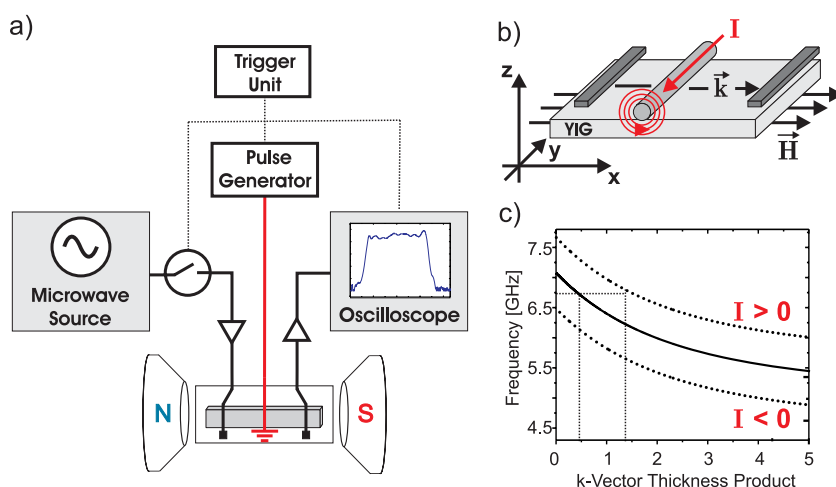 a)
Trigger
Unit
Pulse
Generator
Microwave
Source
Oscilloscope
N
S
b)
I
z
k
YIG
y
H
x
c)
Frequency [GHz]
7.5
6.5
5.5
4.5
I > 0
I < 0
0 1 2 3 4 5
k-Vector Thickness Product